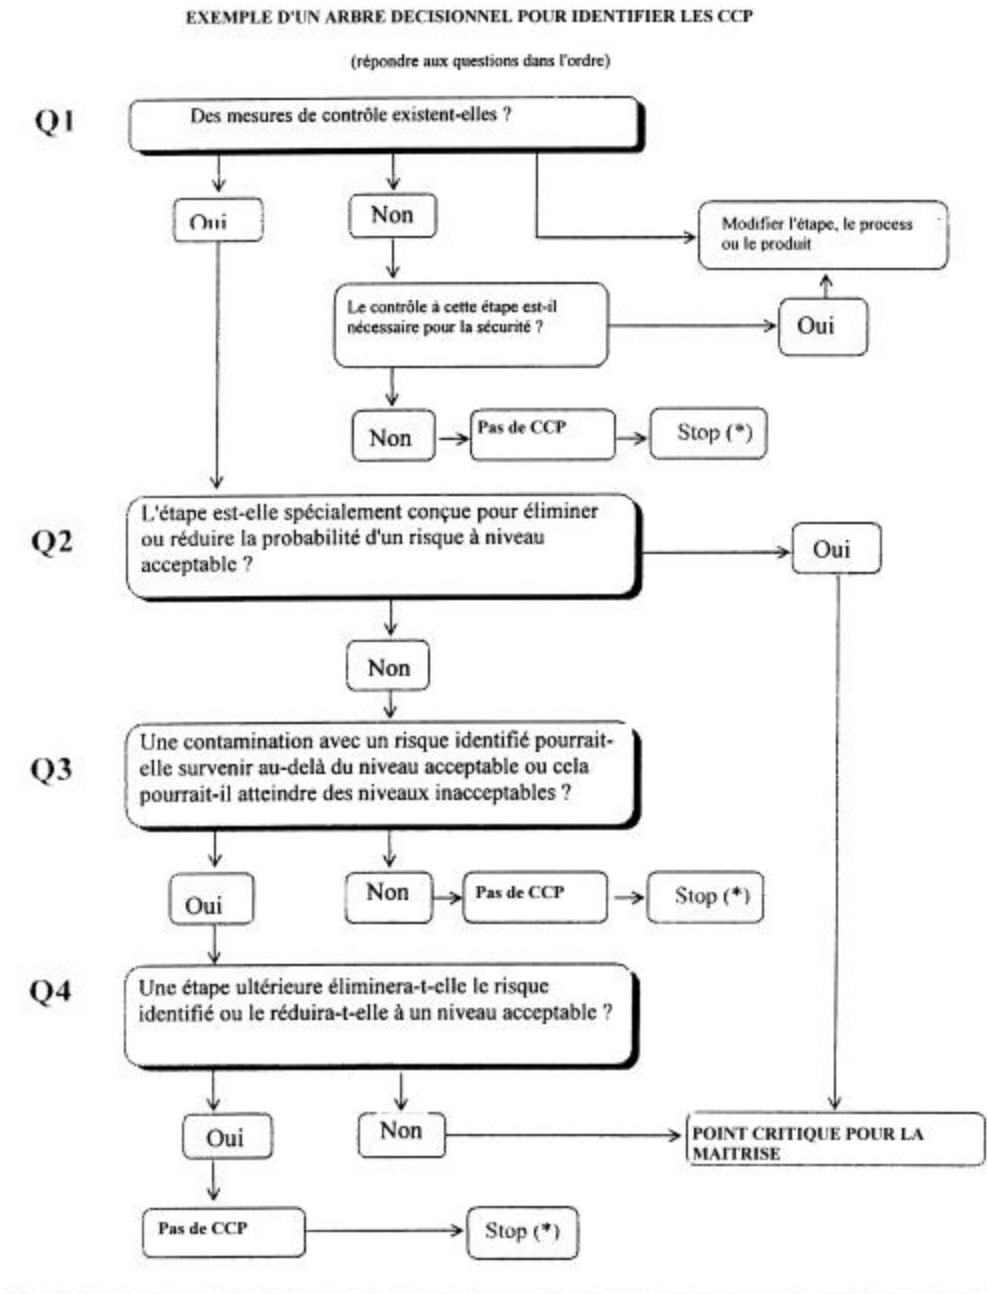 EXEMPLE D'UN ARBRE DECISIONNEL POUR IDENTIFIER LES CCP
(répondre aux questions dans l'ordre)
Q1
Des mesures de contrôle existent-elles ?
Oui
Non
Modifier l'étape, le process
ou le produit
Le contrôle à cette étape est-il
nécessaire pour la sécurité ?
Oui
Non
Pas de CCP
Stop (*)
Q2
L'étape est-elle spécialement conçue pour éliminer
ou réduire la probabilité d'un risque à niveau
acceptable ?
Oui
Non
Q3
Une contamination avec un risque identifié pourrait-
elle survenir au-delà du niveau acceptable ou cela
pourrait-il atteindre des niveaux inacceptables ?
Oui
Non
Pas de CCP
Stop (*)
Q4
Une étape ultérieure éliminera-t-elle le risque
identifié ou le réduira-t-elle à un niveau acceptable ?
Oui
Non
POINT CRITIQUE POUR LA
MAITRISE
Pas de CCP
Stop (*)